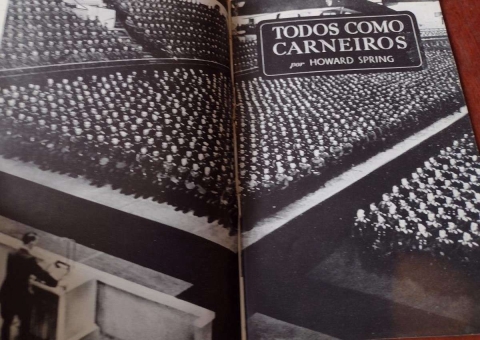 TODOS COMO
CARNEIROS
por HOWARD SPRING